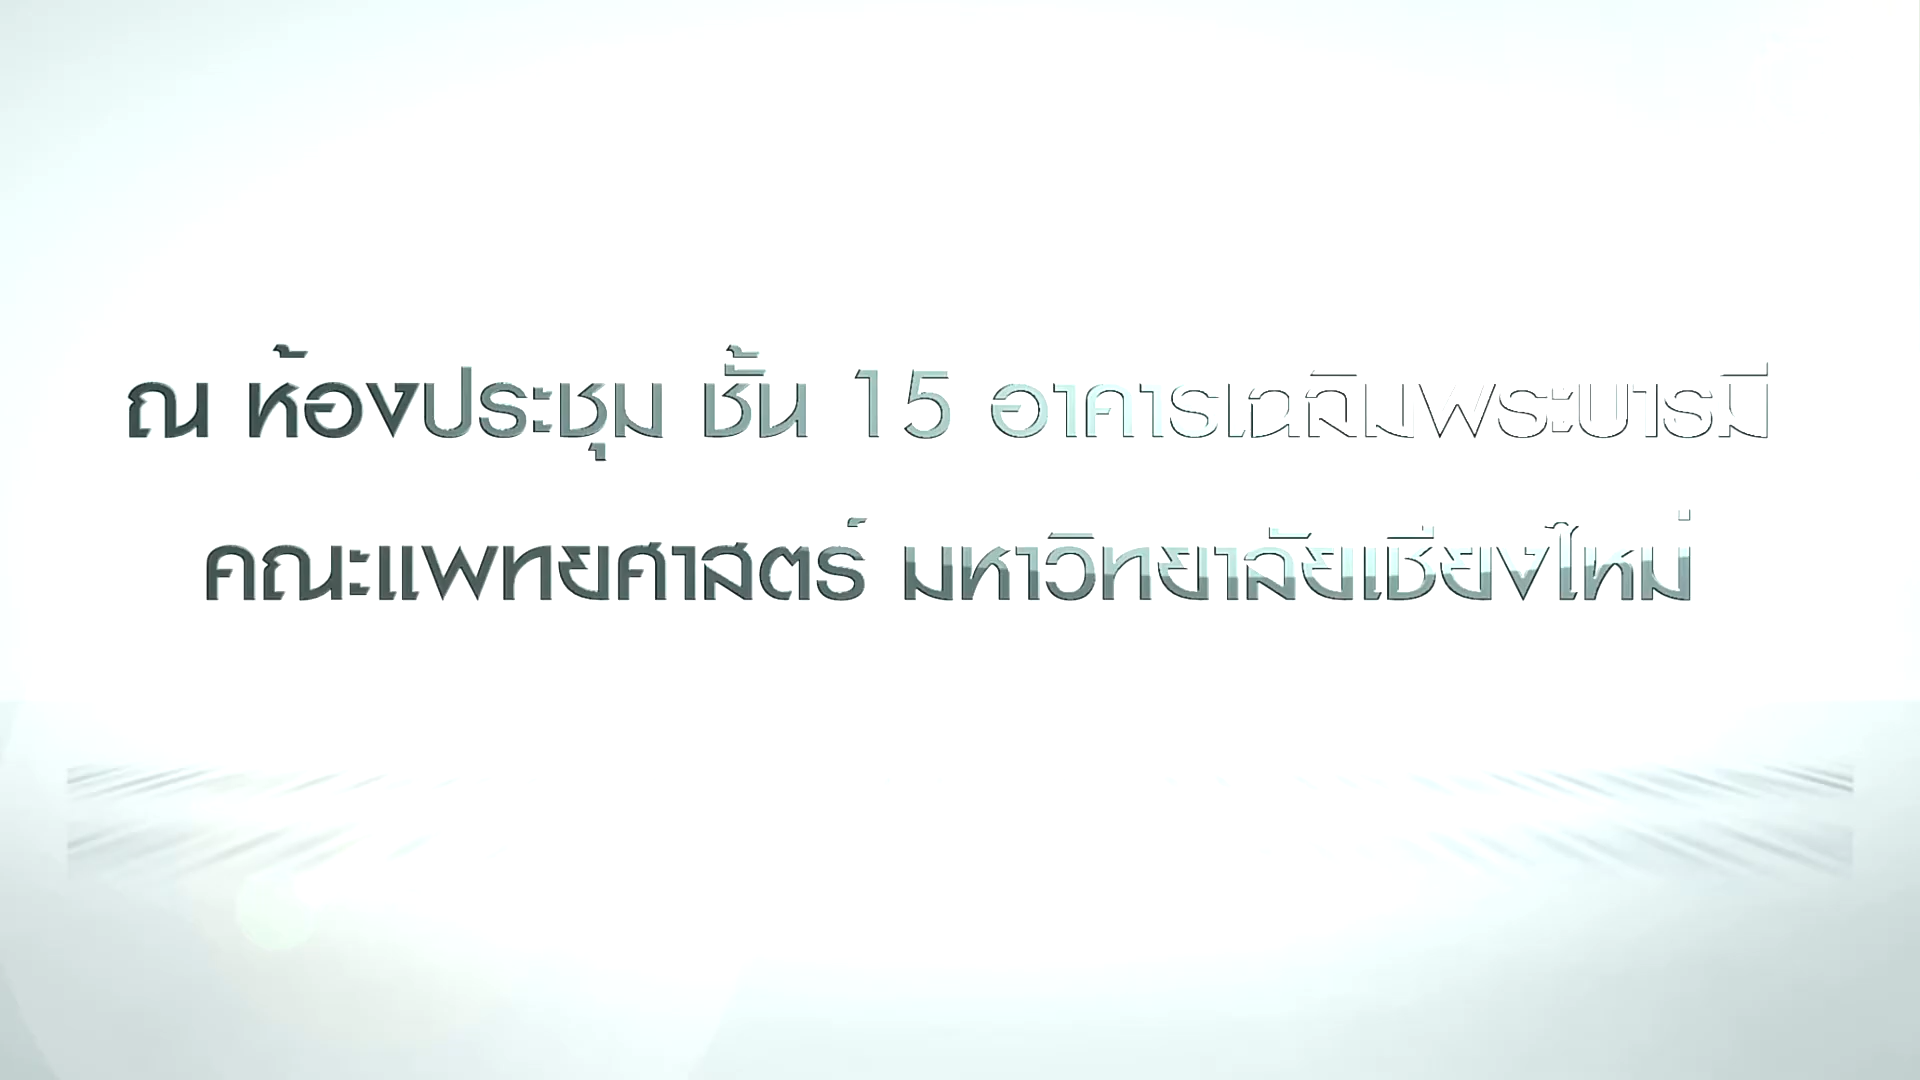 ณ ห้องประชุม ชั้น 15 อาคารเฉลิมพระบารมี
คณะแพทยศาสตร์ มหาวิทยาลัยเชียงใหม่